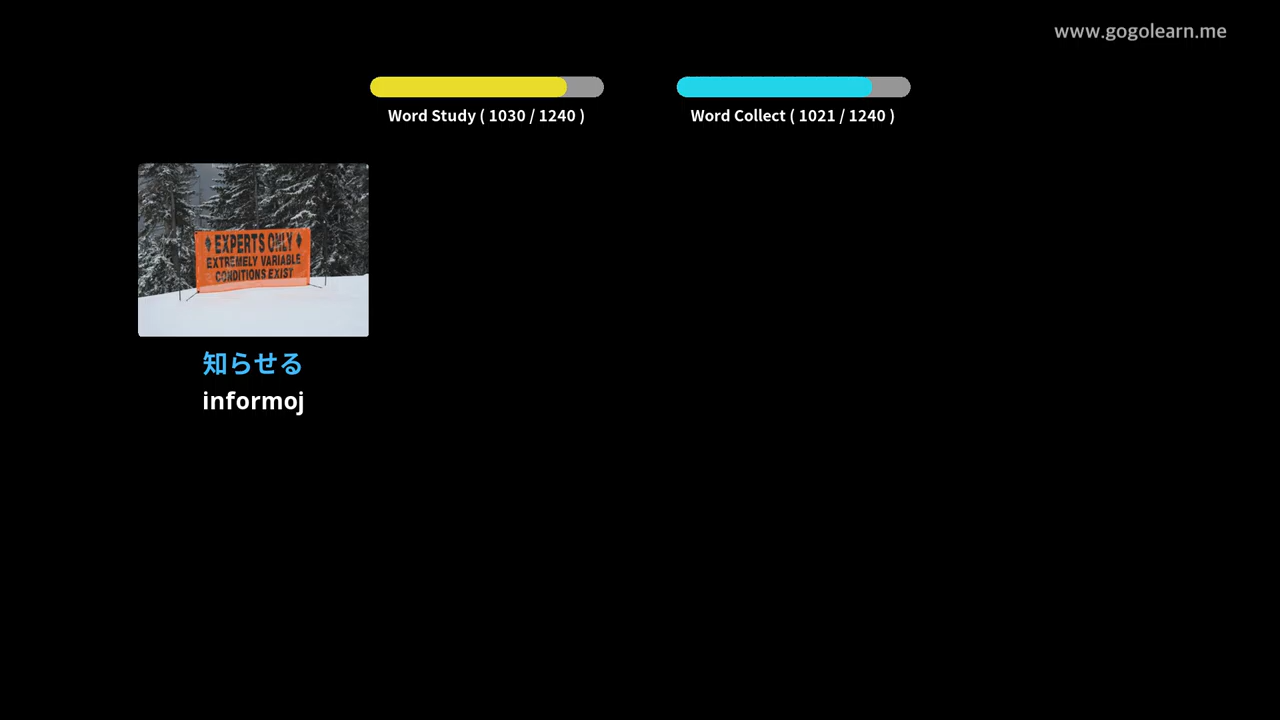 www.gogolearn.me
Word Study ( 1030 / 1240 )
Word Collect ( 1021 / 1240 )
EXPERTS ONLY
EXTREMELY VARIABLE
CONDITIONS EXIST
知らせる
informoj